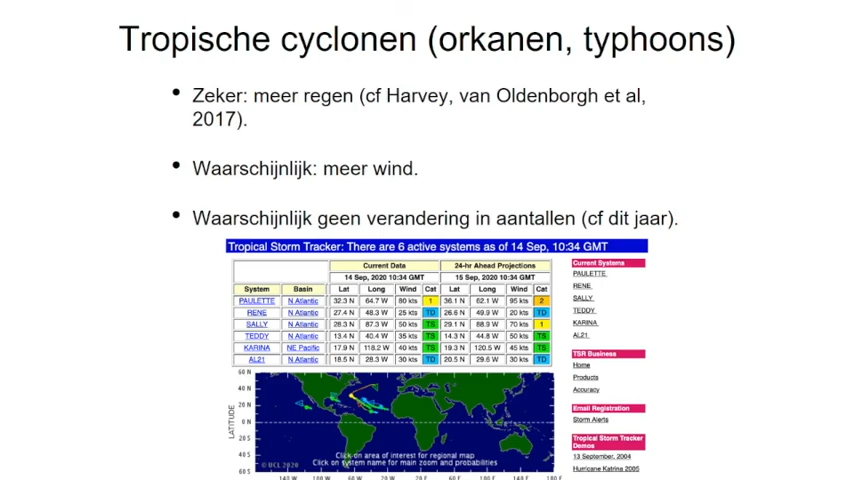 Tropische cyclonen (orkanen, typhoons)
• Zeker: meer regen (cf Harvey, van Oldenborgh et al,
2017).
• Waarschijnlijk: meer wind.
• Waarschijnlijk geen verandering in aantallen (cf dit jaar).
Tropical Storm Tracker: There are 6 active systems as of 14 Sep, 10:34 GMT
Current Data 24-hr Ahead Projections
14 Sep, 2020 10:34 GMT 15 Sep, 2020 10:34 GMT
System Basin Lat Long Wind Cat Lat Long Wind Cat
PAULETTE N Atlantic 32.3 N 64.7 W 80 kts 1 36.1 N 62.1 W 95 kts 2
RENE N Atlantic 27.4 N 48.3 W 25 kts TD 26.6 N 49.9 W 20 kts TD
SALLY N Atlantic 28.3 N 87.3 W 50 kts TS 29.1 N 88.9 W 70 kts 1
TEDDY N Atlantic 13.4 N 40.4 W 35 kts TS 14.3 N 44.8 W 50 kts TS
KARINA NE Pacific 17.9 N 118.2 W 40 kts TS 19.3 N 120.5 W 45 kts TS
AL21 N Atlantic 18.5 N 28.3 W 30 kts TD 20.5 N 29.6 W 30 kts TD
Current Systems
PAULETTE
RENE
SALLY
TEDDY
KARINA
AL21
TSR Business
Home
Products
Accuracy
Email Registration
Storm Alerts
Tropical Storm Tracker
Demos
13 September, 2004
Hurricane Katrina 2005
LATITUDE
60 N
40 N
20 N
0 N
20 S
40 S
60 S
Click on area of interest for regional map
Click on system name for main zoom and probabilities
© UCL 2020
140 W 100 W 60 W 20 W 20 E 60 E 100 E 140 E 180 E